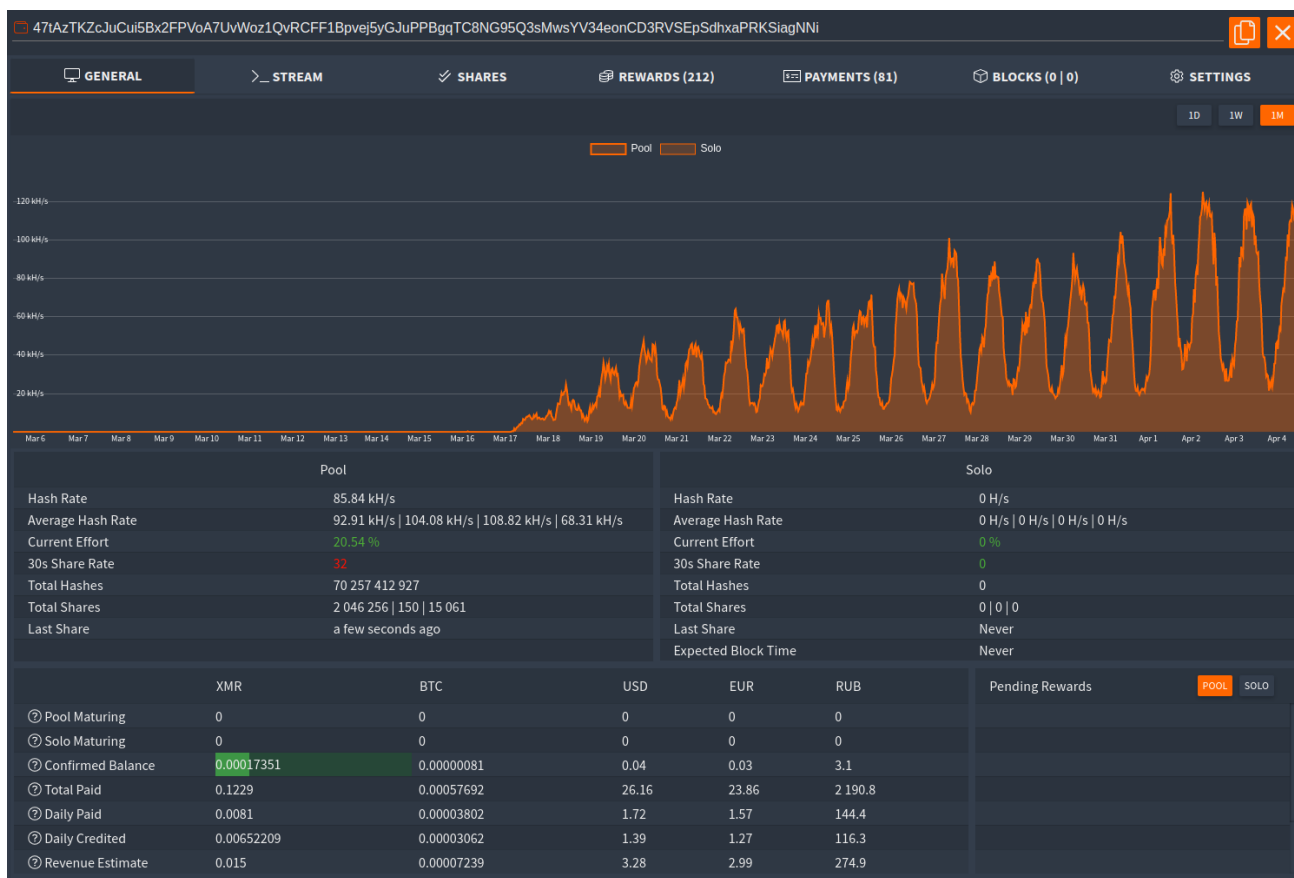 47tAzTKZcJuCui5Bx2FPVoA7UvWoz1QvRCFF1Bpvej5yGJuPPBgqTC8NG95Q3sMwsYV34eonCD3RVSEpSdhxaPRKSiagNNi
GENERAL >_ STREAM SHARES REWARDS (212) PAYMENTS (81) BLOCKS (0 | 0) SETTINGS
1D 1W 1M
Pool Solo
120 kH/s
100 kH/s
80 kH/s
60 kH/s
40 kH/s
20 kH/s
Mar 6 Mar 7 Mar 8 Mar 9 Mar 10 Mar 11 Mar 12 Mar 13 Mar 14 Mar 15 Mar 16 Mar 17 Mar 18 Mar 19 Mar 20 Mar 21 Mar 22 Mar 23 Mar 24 Mar 25 Mar 26 Mar 27 Mar 28 Mar 29 Mar 30 Mar 31 Apr 1 Apr 2 Apr 3 Apr 4
Pool
Hash Rate 85.84 kH/s
Average Hash Rate 92.91 kH/s | 104.08 kH/s | 108.82 kH/s | 68.31 kH/s
Current Effort 20.54 %
30s Share Rate 32
Total Hashes 70 257 412 927
Total Shares 2 046 256 | 150 | 15 061
Last Share a few seconds ago
Solo
Hash Rate 0 H/s
Average Hash Rate 0 H/s | 0 H/s | 0 H/s | 0 H/s
Current Effort 0 %
30s Share Rate 0
Total Hashes 0
Total Shares 0 | 0 | 0
Last Share Never
Expected Block Time Never
XMR BTC USD EUR RUB
Pool Maturing 0 0 0 0 0
Solo Maturing 0 0 0 0 0
Confirmed Balance 0.00017351 0.00000081 0.04 0.03 3.1
Total Paid 0.1229 0.00057692 26.16 23.86 2 190.8
Daily Paid 0.0081 0.00003802 1.72 1.57 144.4
Daily Credited 0.00652209 0.00003062 1.39 1.27 116.3
Revenue Estimate 0.015 0.00007239 3.28 2.99 274.9
Pending Rewards POOL SOLO